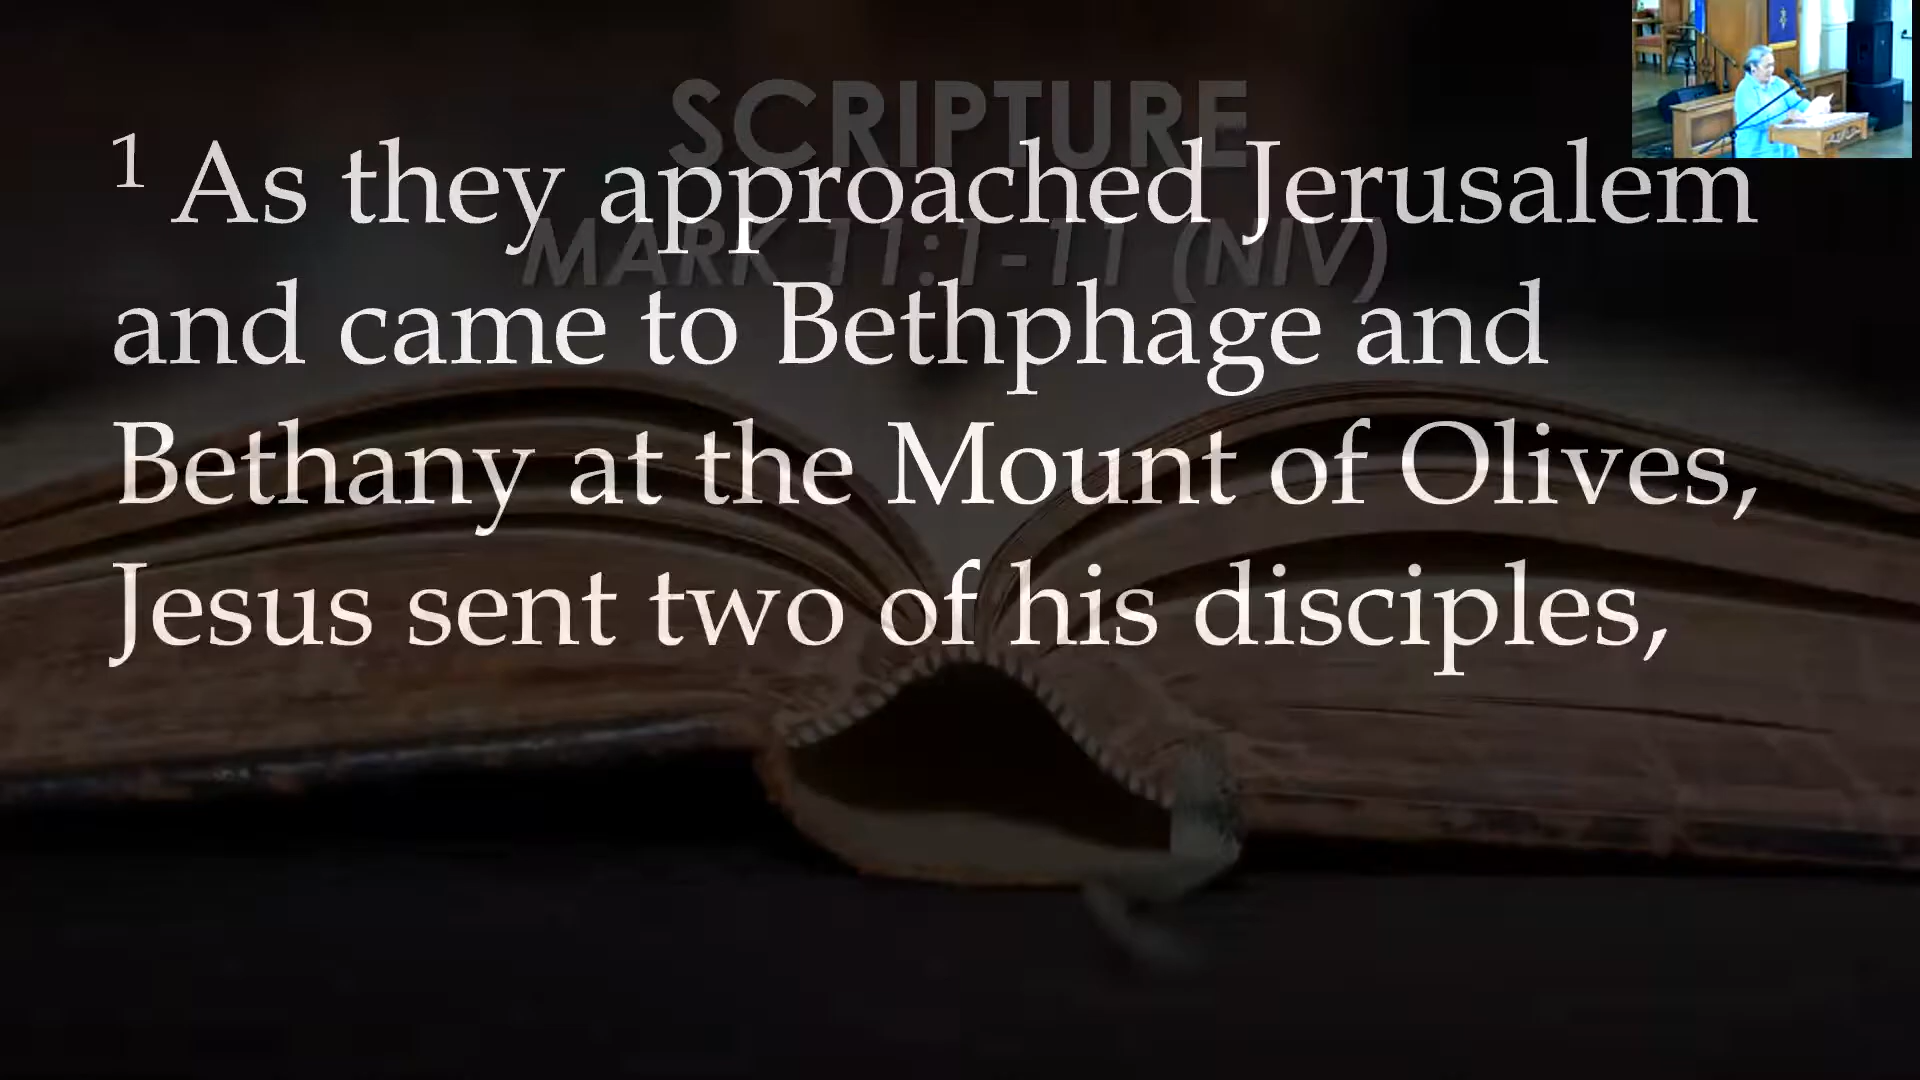 SCRIPTURE
MARK 11:1-11 (NIV)
1 As they approached Jerusalem
and came to Bethphage and
Bethany at the Mount of Olives,
Jesus sent two of his disciples,